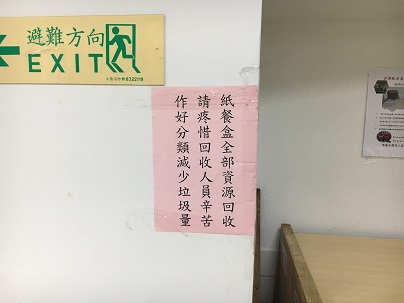 避難方向
EXIT
紙餐盒全部資源回收
請疼惜回收人員辛苦
作好分類減少垃圾量